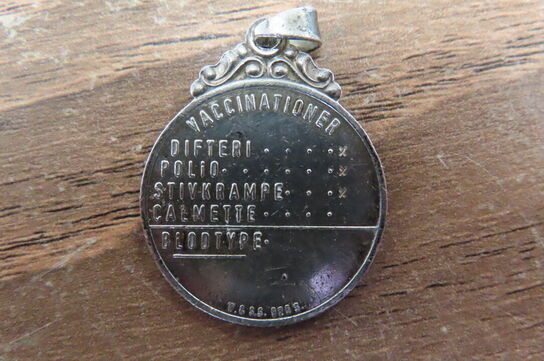 VACCINATIONER
DIFTERI . . . . x
POLIO . . . . . . x
STIVKRAMPE . . . x
CALMETTE . . . .
BLODTYPE.